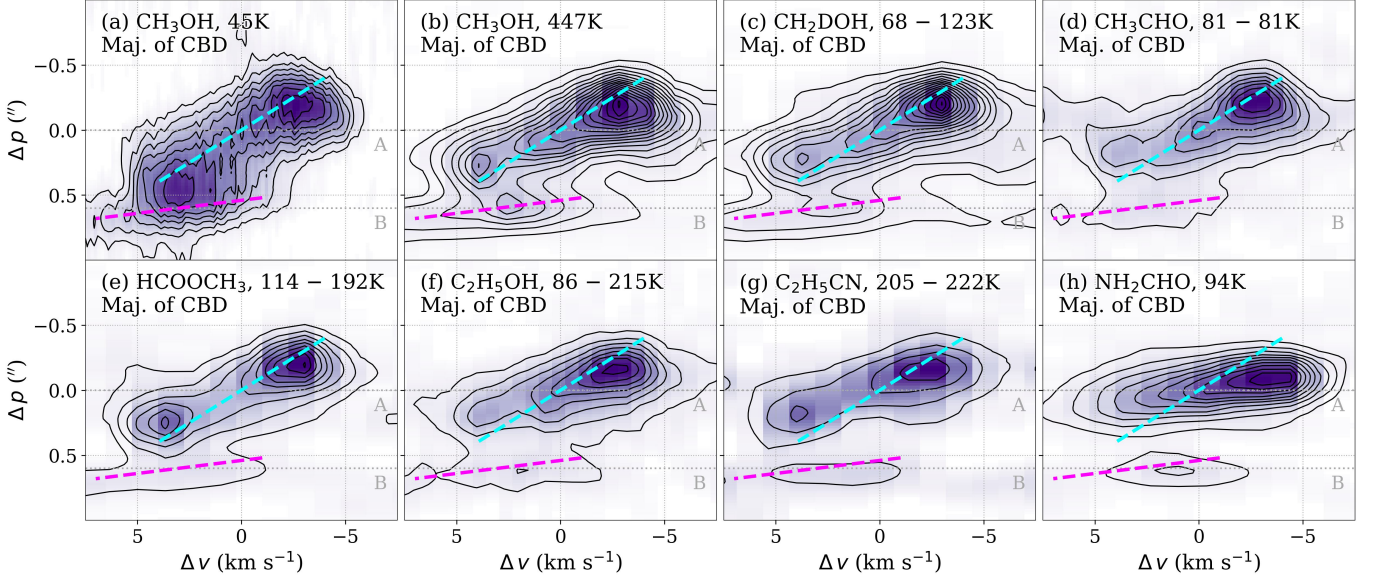 (a) CH₃OH, 45K
Maj. of CBD
(b) CH₃OH, 447K
Maj. of CBD
(c) CH₂DOH, 68 − 123K
Maj. of CBD
(d) CH₃CHO, 81 − 81K
Maj. of CBD
−0.5
0.0
0.5
Δp (′′)
A
B
A
B
A
B
A
B
(e) HCOOCH₃, 114 − 192K
Maj. of CBD
(f) C₂H₅OH, 86 − 215K
Maj. of CBD
(g) C₂H₅CN, 205 − 222K
Maj. of CBD
(h) NH₂CHO, 94K
Maj. of CBD
−0.5
0.0
0.5
Δp (′′)
A
B
A
B
A
B
A
B
5 0 −5
5 0 −5
5 0 −5
5 0 −5
Δv (km s⁻¹)
Δv (km s⁻¹)
Δv (km s⁻¹)
Δv (km s⁻¹)